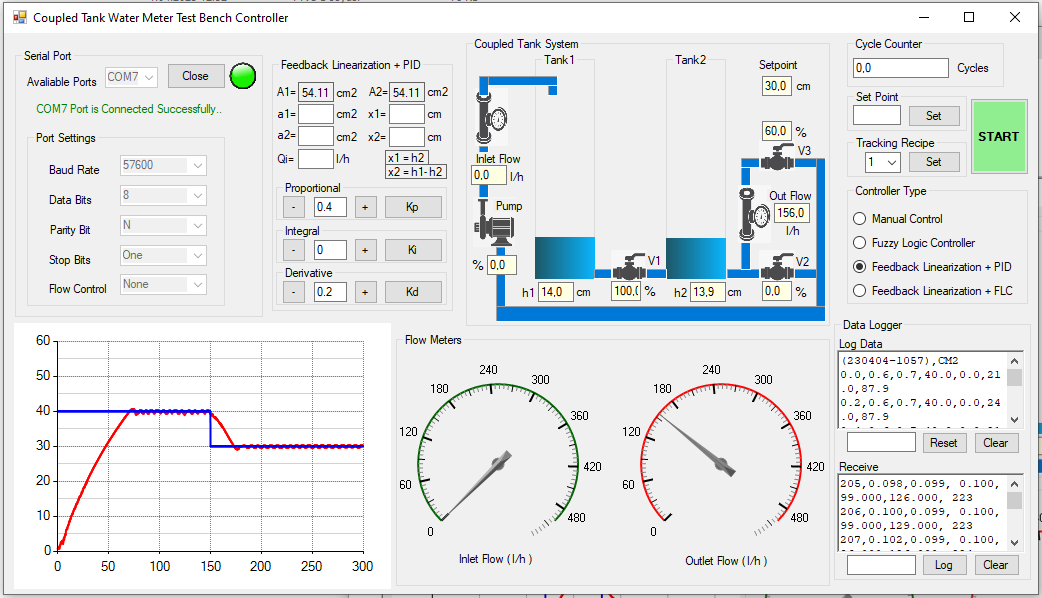 Coupled Tank Water Meter Test Bench Controller
Serial Port
Avaliable Ports COM7 Close
COM7 Port is Connected Successfully..
Port Settings
Baud Rate 57600
Data Bits 8
Parity Bit N
Stop Bits One
Flow Control None
Feedback Linearization + PID
A1= 54.11 cm2 A2= 54.11 cm2
a1= cm2 x1= cm
a2= cm2 x2= cm
Qi= l/h x1 = h2
x2 = h1- h2
Proportional
- 0.4 + Kp
Integral
- 0 + Ki
Derivative
- 0.2 + Kd
Coupled Tank System
Tank1
Tank2
Setpoint
30,0 cm
60,0 %
V3
Inlet Flow
0,0 l/h
Out Flow
156,0
l/h
Pump
% 0,0
V1
V2
h1 14,0 cm
100,( %
h2 13,9 cm
0,0 %
Cycle Counter
0,0 Cycles
Set Point
Set
Tracking Recipe
1 Set
START
Controller Type
Manual Control
Fuzzy Logic Controller
Feedback Linearization + PID
Feedback Linearization + FLC
60
50
40
30
20
10
0
0 50 100 150 200 250 300
Flow Meters
0 60 120 180 240 300 360 420 480
Inlet Flow ( l/h )
0 60 120 180 240 300 360 420 480
Outlet Flow ( l/h )
Data Logger
Log Data
(230404-1057),CM2
0.0,0.6,0.7,40.0,0.0,21
.0,87.9
0.2,0.6,0.7,40.0,0.0,24
.0,87.9
Reset Clear
Receive
205,0.098,0.099, 0.100,
99.000,126.000, 223
206,0.100,0.099, 0.100,
99.000,129.000, 223
207,0.102,0.099, 0.100,
Log Clear